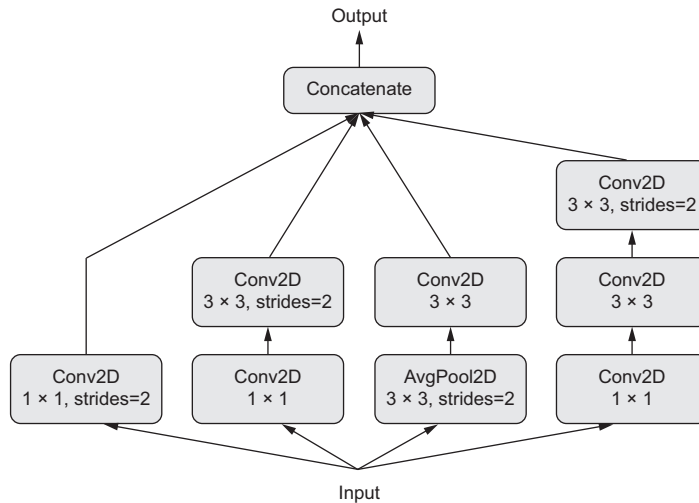 Output
Concatenate
Conv2D
3 × 3, strides=2
Conv2D
3 × 3, strides=2
Conv2D
3 × 3
Conv2D
3 × 3
Conv2D
1 × 1, strides=2
Conv2D
1 × 1
AvgPool2D
3 × 3, strides=2
Conv2D
1 × 1
Input